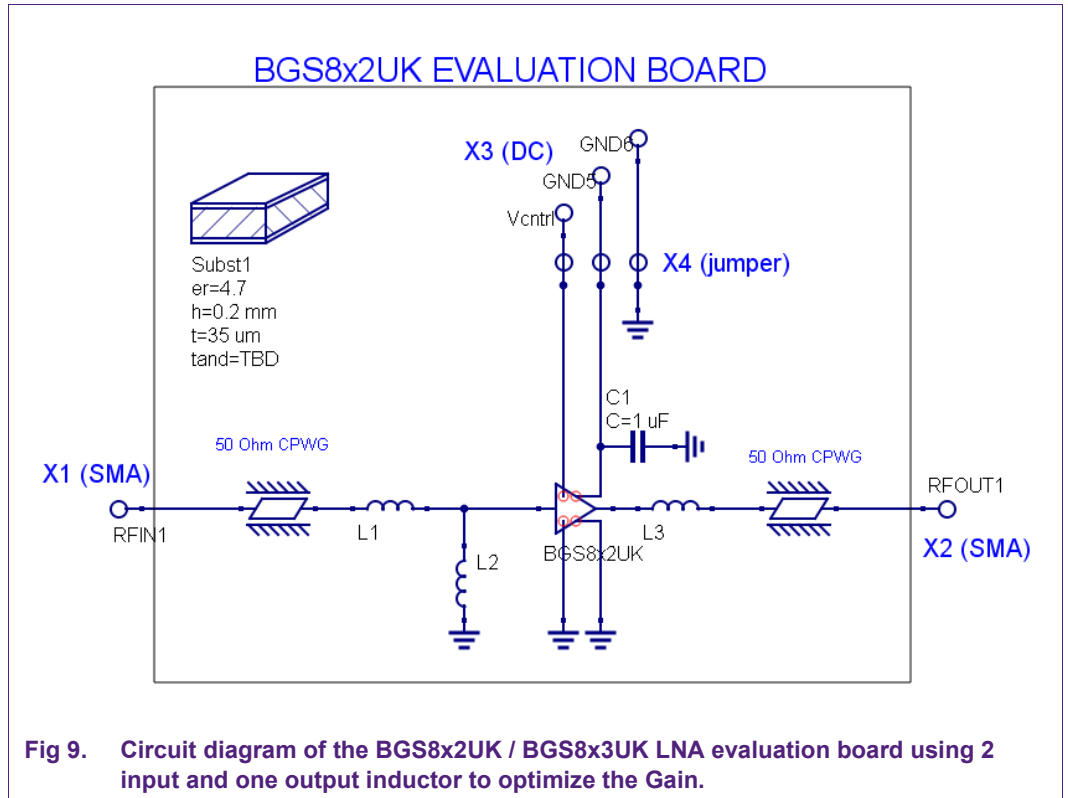 BGS8x2UK EVALUATION BOARD
X3 (DC)
GND6
GND5
Vcntrl
X4 (jumper)
Subst1
er=4.7
h=0.2 mm
t=35 um
tand=TBD
C1
C=1 uF
50 Ohm CPWG
50 Ohm CPWG
X1 (SMA)
RFIN1
L1
L2
BGS8x2UK
L3
RFOUT1
X2 (SMA)
Fig 9. Circuit diagram of the BGS8x2UK / BGS8x3UK LNA evaluation board using 2
input and one output inductor to optimize the Gain.